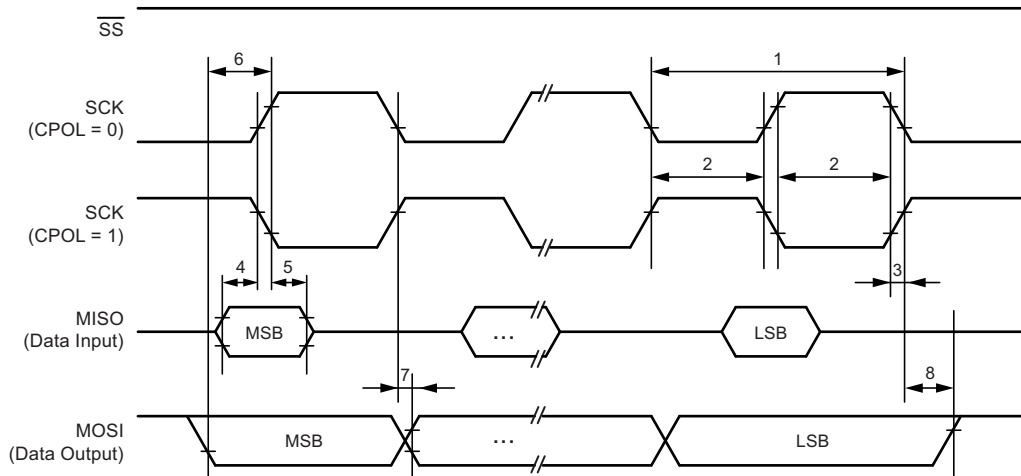 SS
6
1
SCK
(CPOL = 0)
2
2
SCK
(CPOL = 1)
4
5
3
MISO
(Data Input)
MSB
...
LSB
7
8
MOSI
(Data Output)
MSB
...
LSB